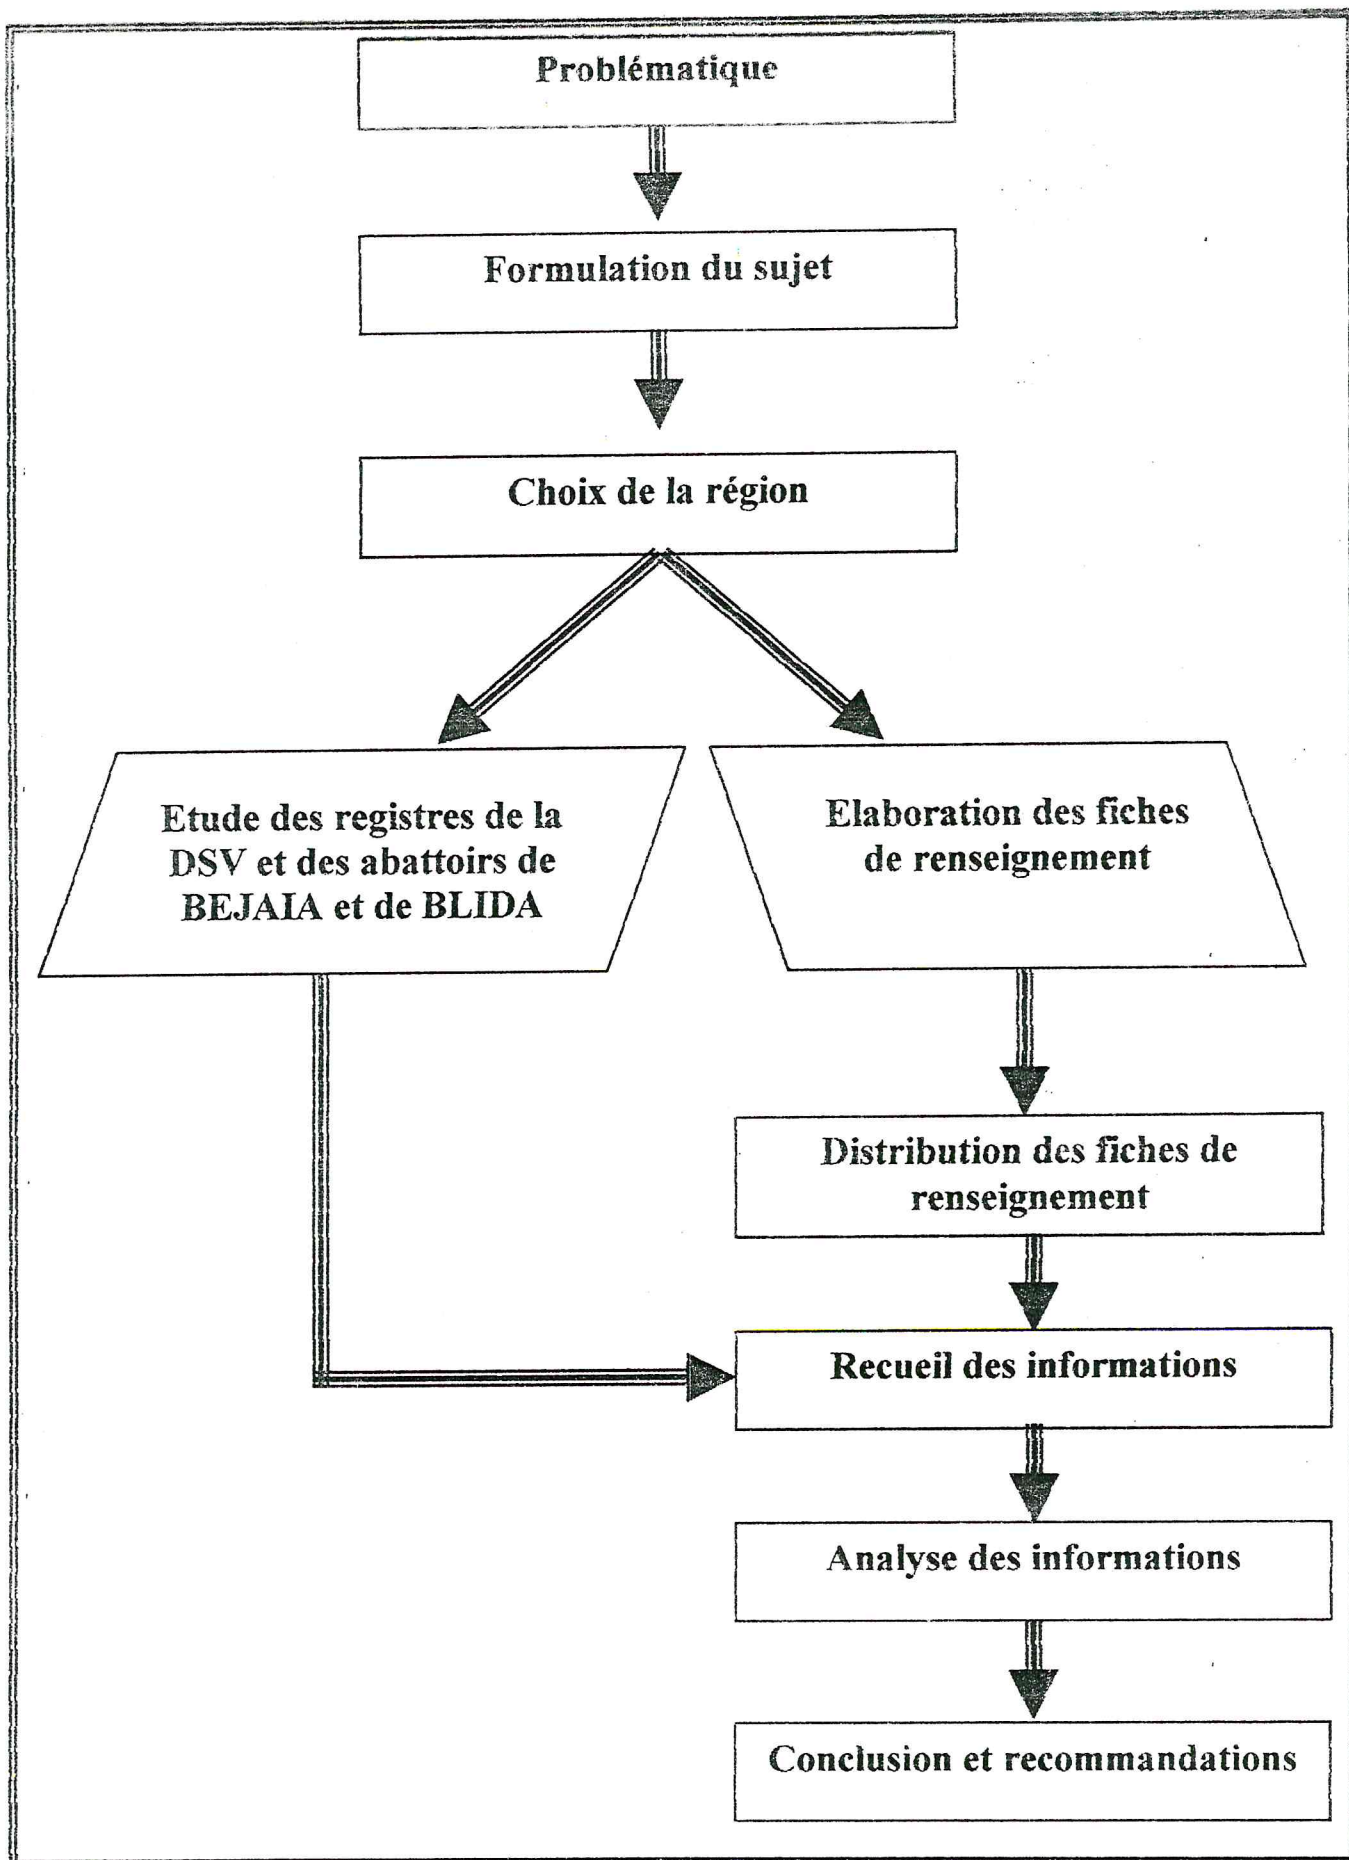 Problématique
Formulation du sujet
Choix de la région
Etude des registres de la
DSV et des abattoirs de
BEJAIA et de BLIDA
Elaboration des fiches
de renseignement
Distribution des fiches de
renseignement
Recueil des informations
Analyse des informations
Conclusion et recommandations